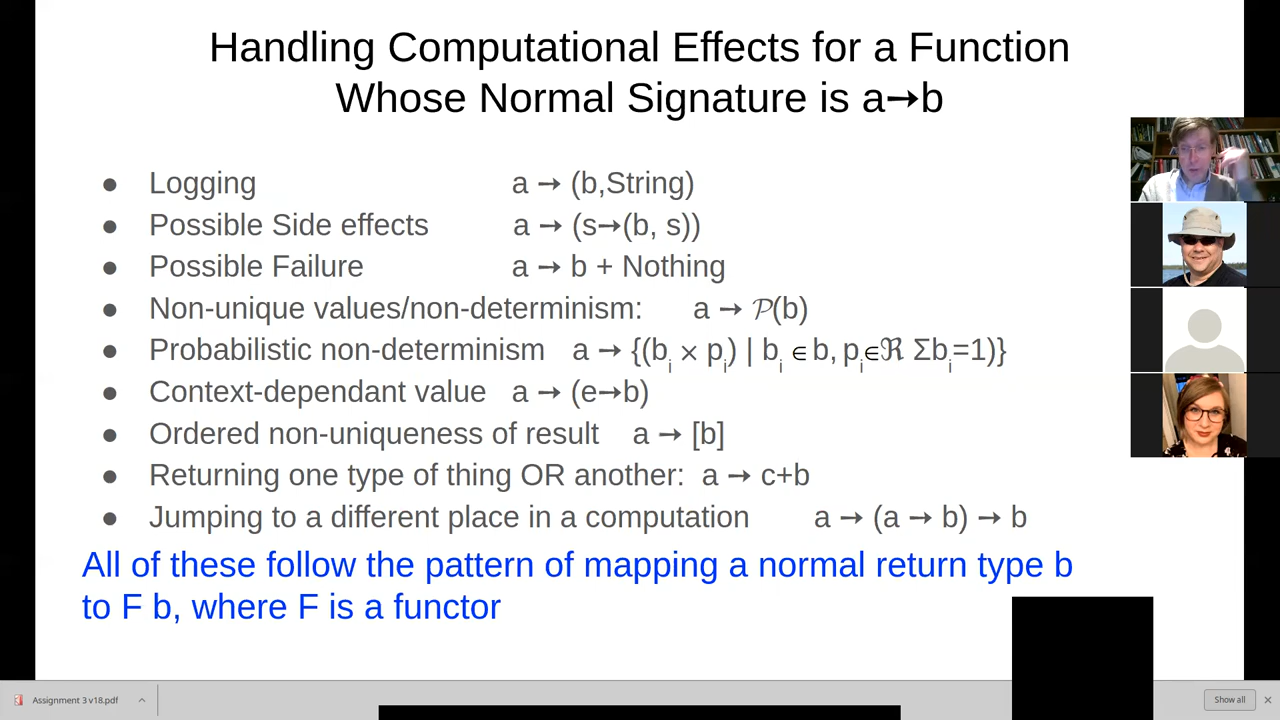 Handling Computational Effects for a Function
Whose Normal Signature is a→b
● Logging a → (b,String)
● Possible Side effects a → (s→(b, s))
● Possible Failure a → b + Nothing
● Non-unique values/non-determinism: a → 𝒫(b)
● Probabilistic non-determinism a → {(bᵢ × pᵢ) | bᵢ ∈ b, pᵢ∈ℜ Σbᵢ=1)}
● Context-dependant value a → (e→b)
● Ordered non-uniqueness of result a → [b]
● Returning one type of thing OR another: a → c+b
● Jumping to a different place in a computation a → (a → b) → b
All of these follow the pattern of mapping a normal return type b
to F b, where F is a functor
Assignment 3 v18.pdf
Show all